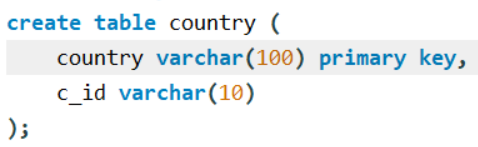 create table country (
    country varchar(100) primary key,
    c_id varchar(10)
);